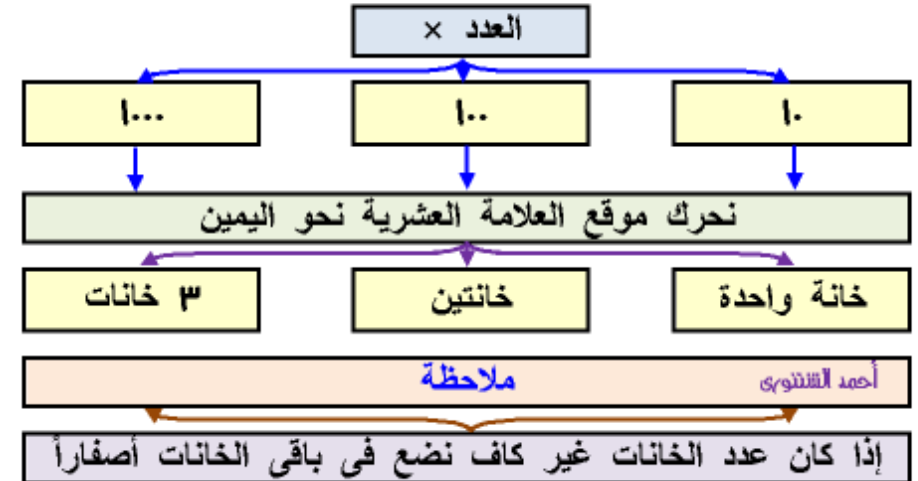 العدد ×
١٠ ١٠٠ ١٠٠٠
نحرك موقع العلامة العشرية نحو اليمين
خانة واحدة خانتين ٣ خانات
أحمد الشنتورى ملاحظة
إذا كان عدد الخانات غير كاف نضع فى باقى الخانات أصفاراً